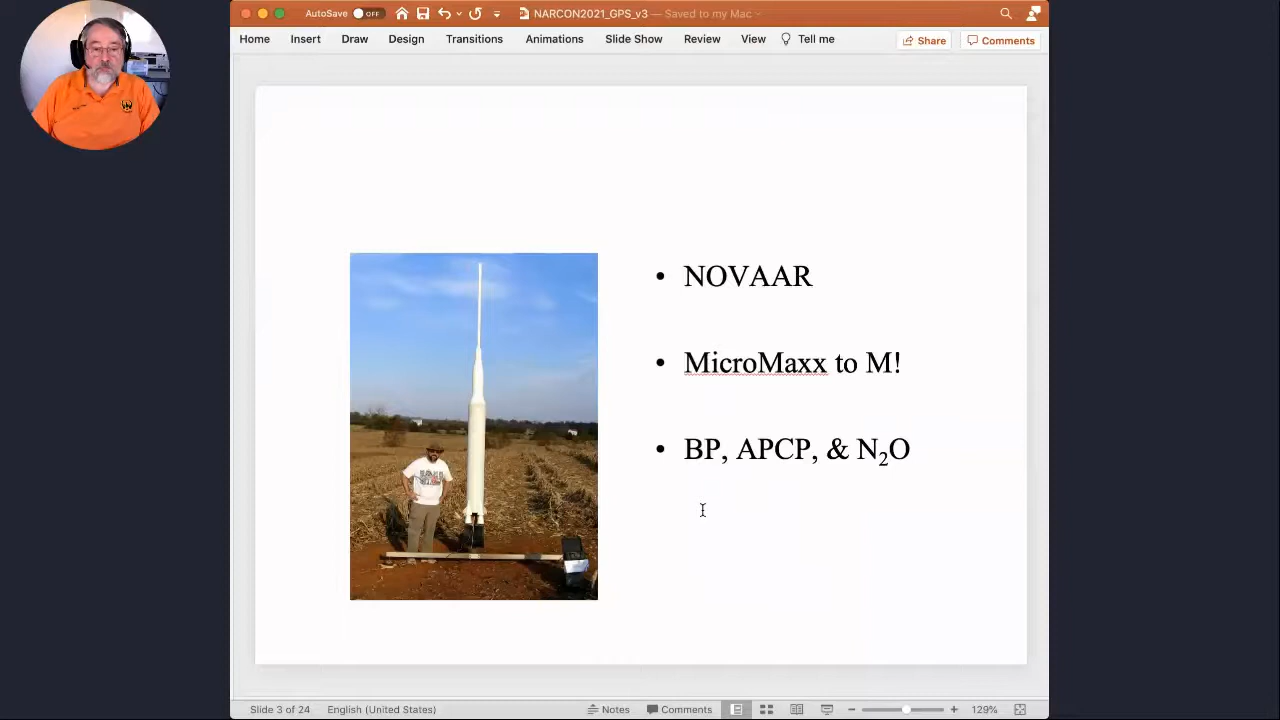 AutoSave OFF NARCON2021_GPS_v3 — Saved to my Mac
Home Insert Draw Design Transitions Animations Slide Show Review View Tell me Share Comments
• NOVAAR
• MicroMaxx to M!
• BP, APCP, & N₂O
Slide 3 of 24 English (United States) Notes Comments 129%